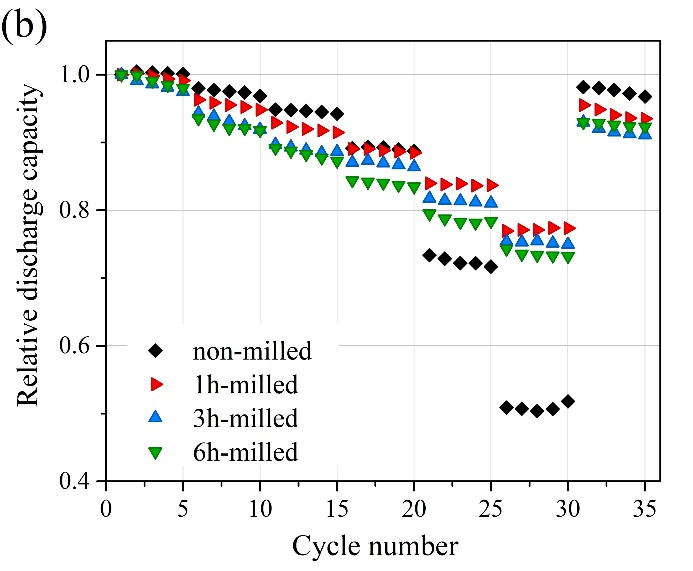 (b)
1.0
0.8
0.6
0.4
Relative discharge capacity
non-milled
1h-milled
3h-milled
6h-milled
0 5 10 15 20 25 30 35
Cycle number